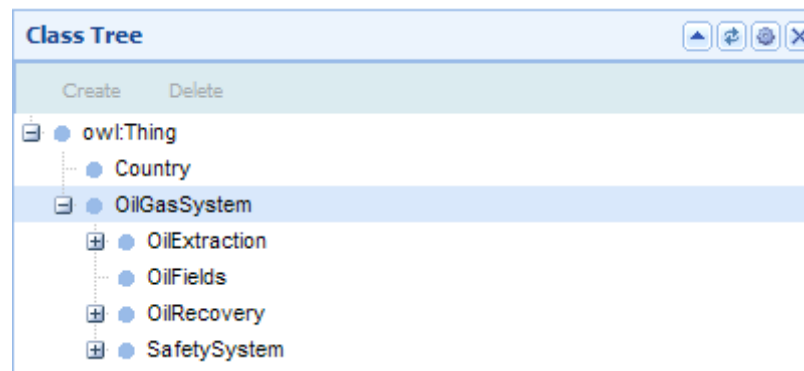 Class Tree
Create Delete
owl:Thing
Country
OilGasSystem
OilExtraction
OilFields
OilRecovery
SafetySystem